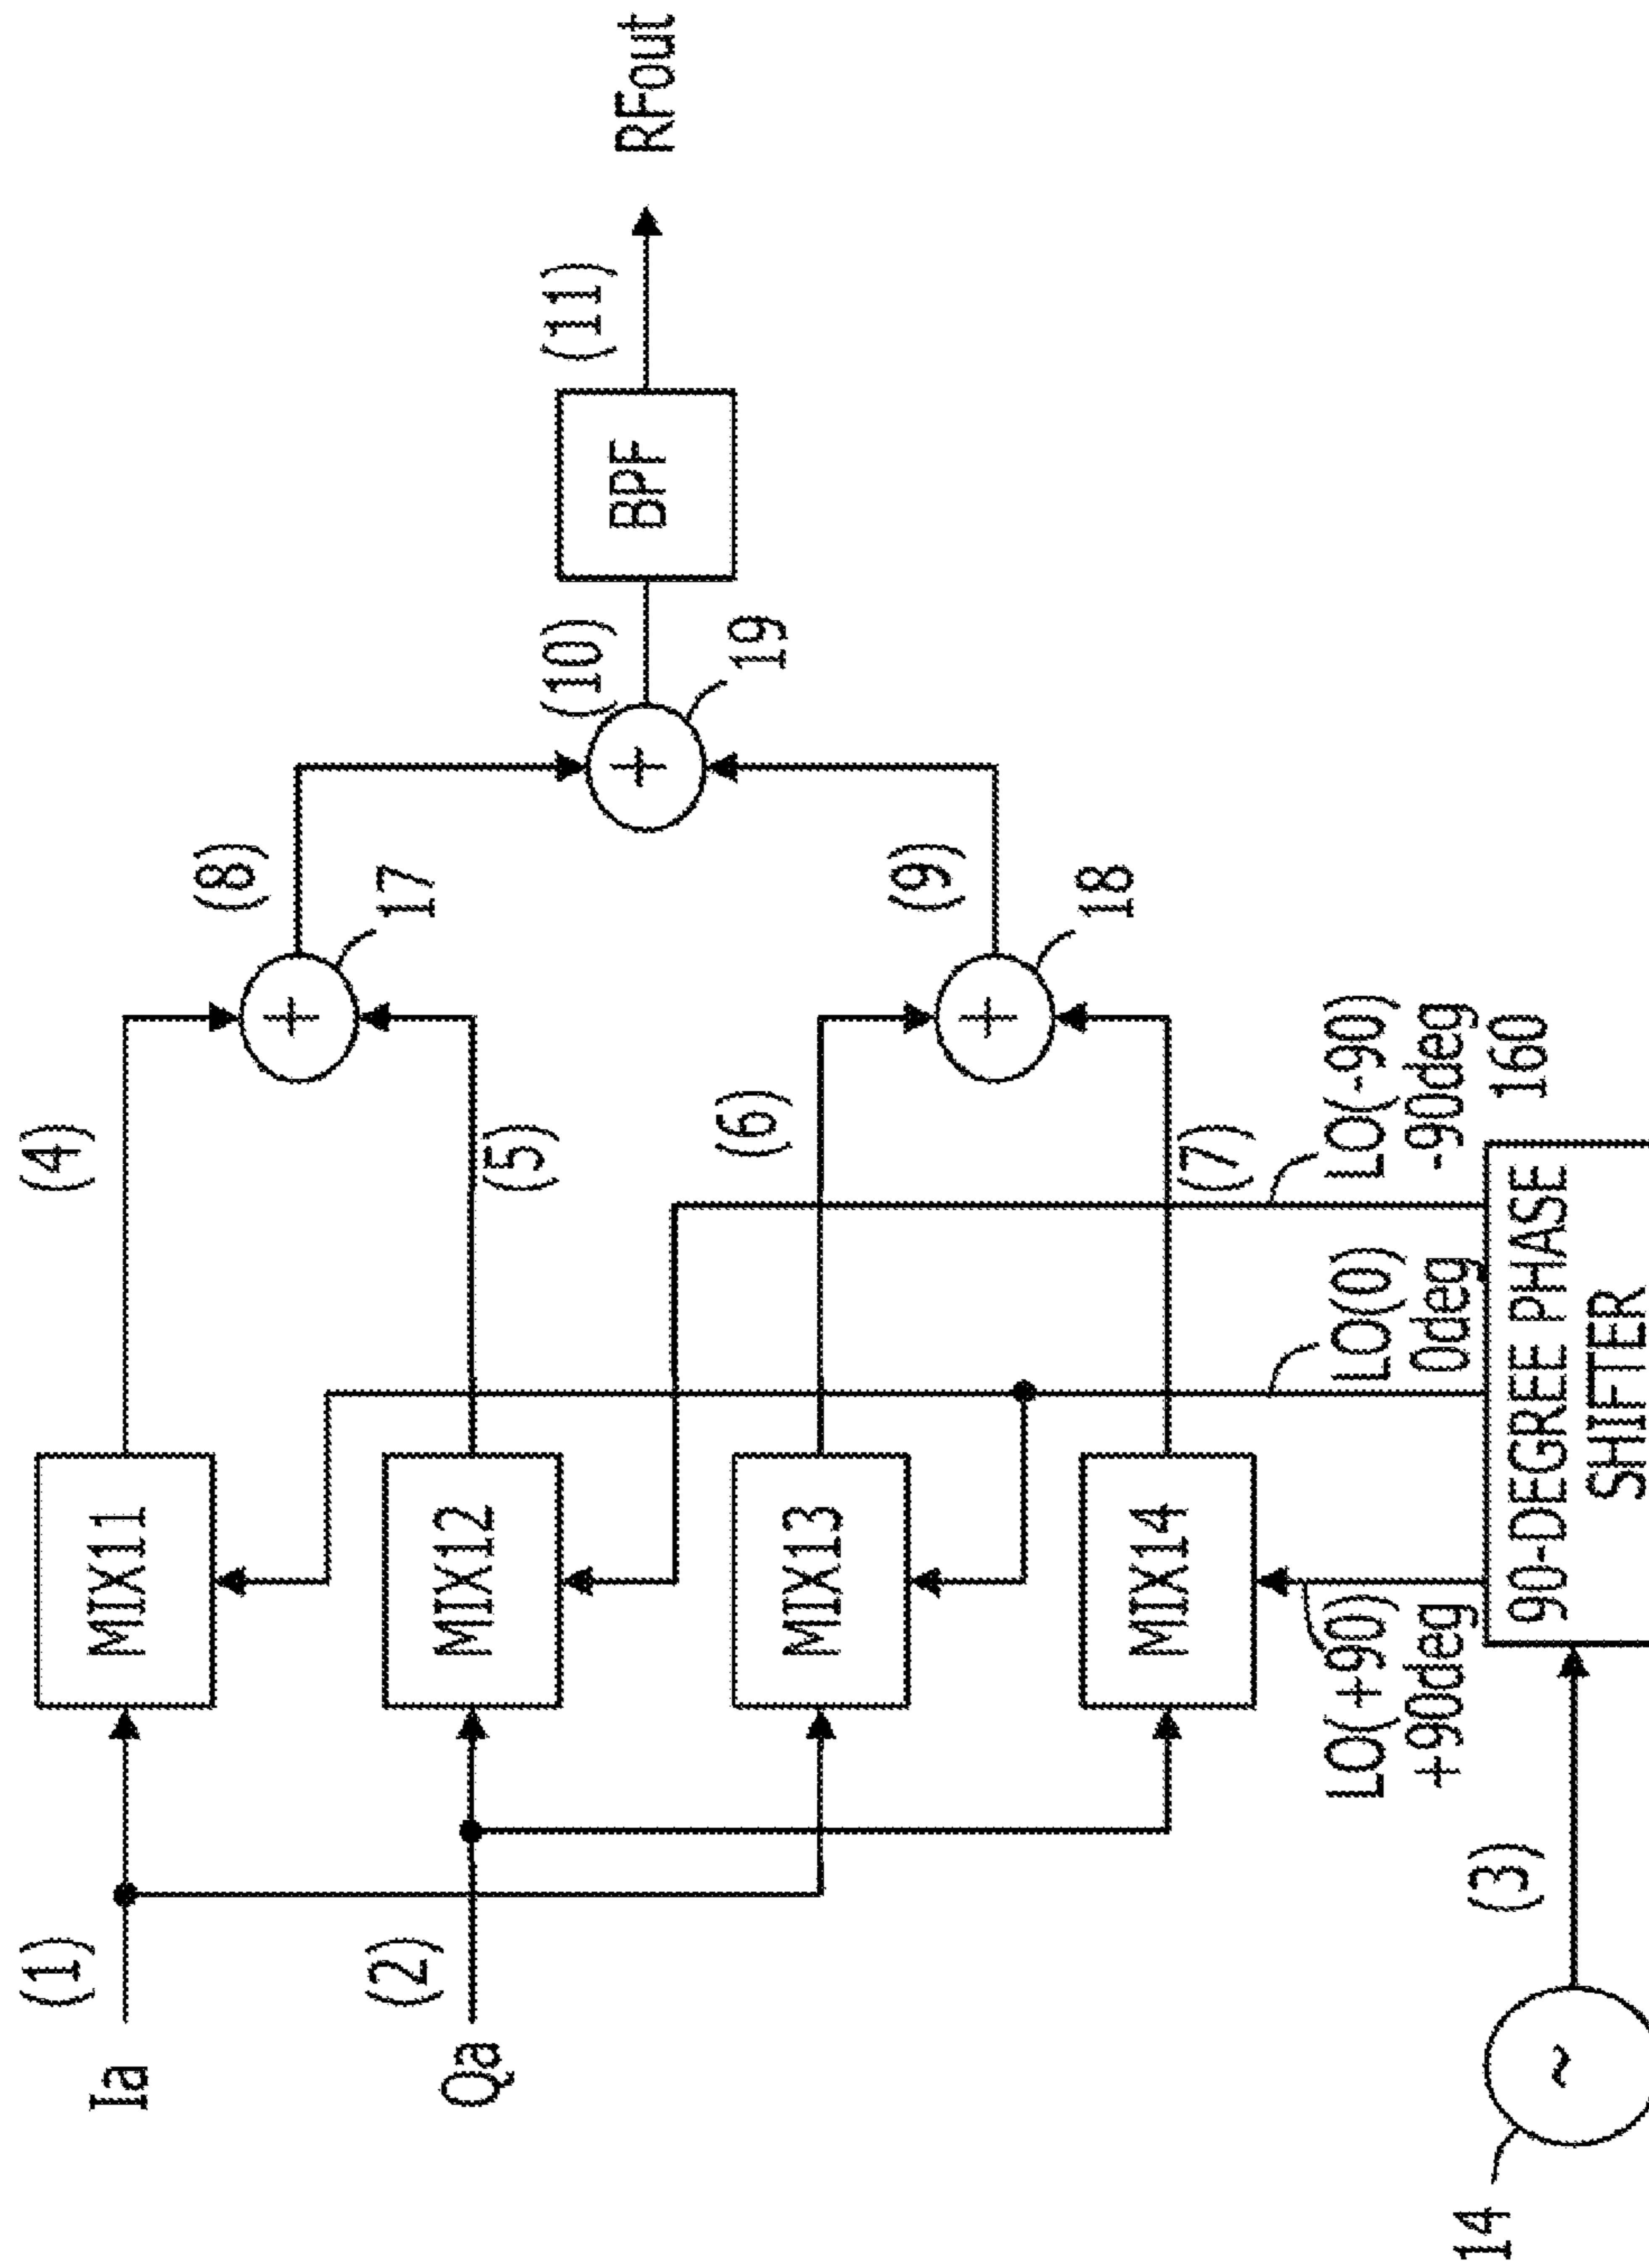 Ia
(1)
MIX11
(4)
(8)
17
Qa
(2)
MIX12
(5)
(10)
19
BPF
(11)
RFout
MIX13
(6)
(9)
18
MIX14
(7)
LO(+90)
+90deg
LO(0)
0deg
LO(-90)
-90deg
160
14
~
(3)
90-DEGREE PHASE
SHIFTER
+
+
+